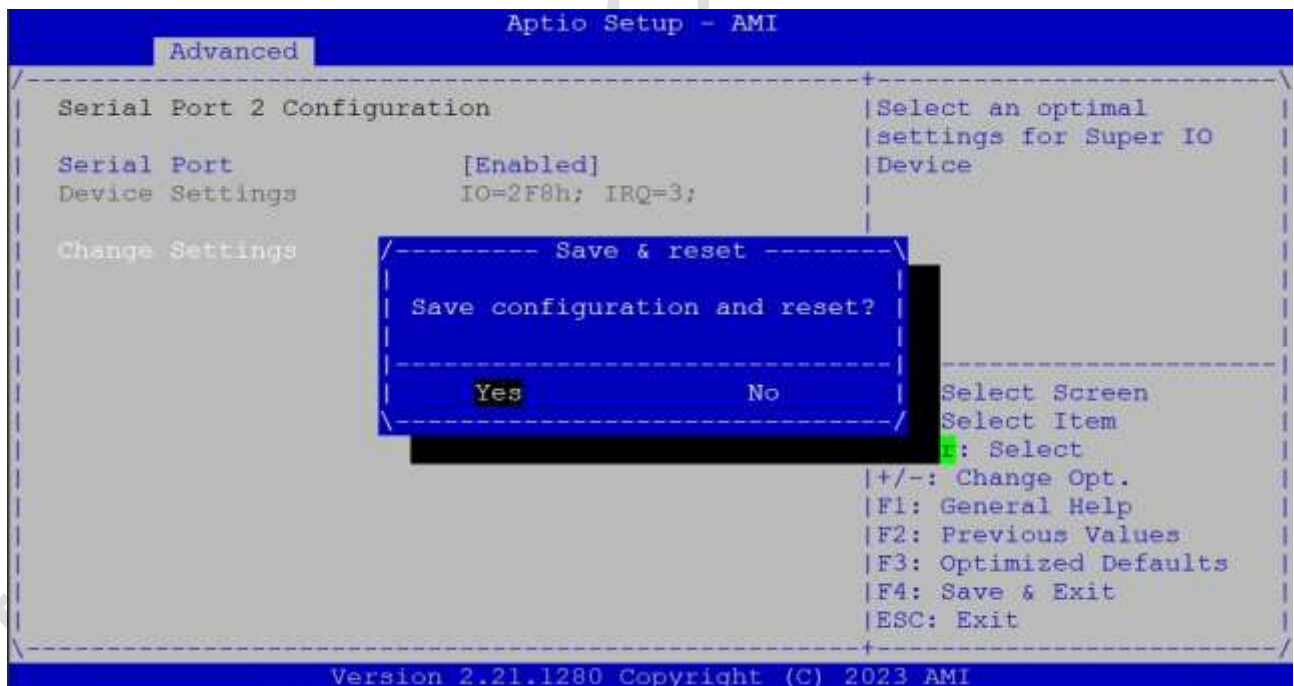 Aptio Setup - AMI
Advanced
Serial Port 2 Configuration
Serial Port [Enabled]
Device Settings IO=2F8h; IRQ=3;
Change Settings
Select an optimal
settings for Super IO
Device
Save & reset
Save configuration and reset?
Yes No
Select Screen
Select Item
r: Select
+/-: Change Opt.
F1: General Help
F2: Previous Values
F3: Optimized Defaults
F4: Save & Exit
ESC: Exit
Version 2.21.1280 Copyright (C) 2023 AMI